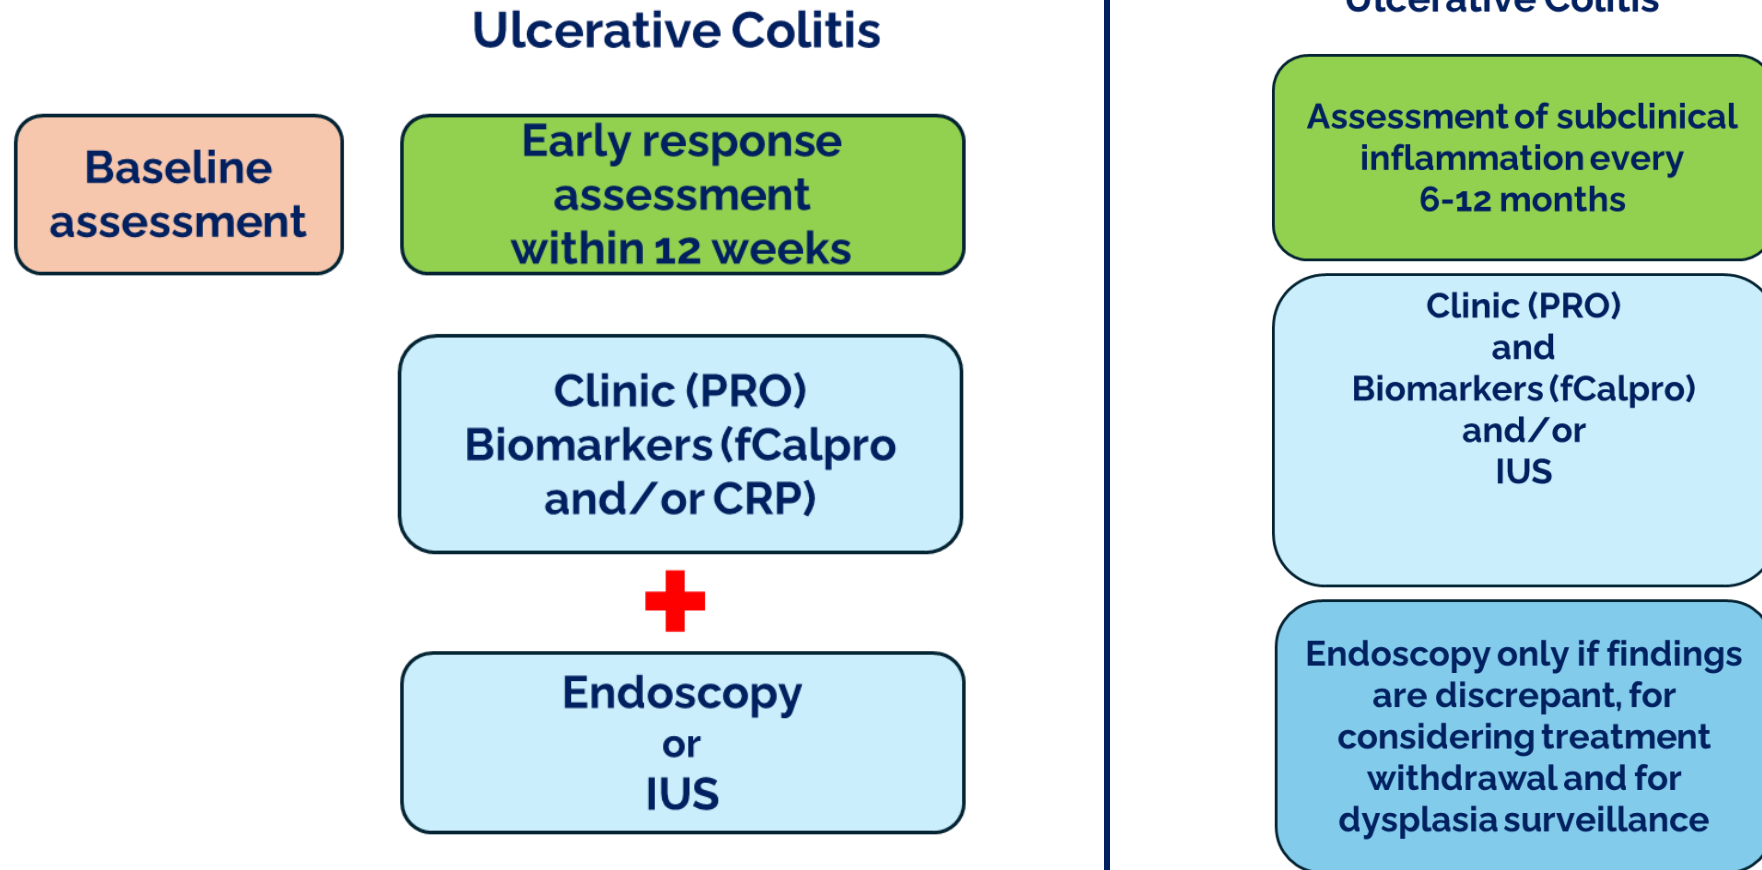 Ulcerative Colitis
Baseline
assessment
Early response
assessment
within 12 weeks
Clinic (PRO)
Biomarkers (fCalpro
and/or CRP)
Endoscopy
or
IUS
Ulcerative Colitis
Assessment of subclinical
inflammation every
6-12 months
Clinic (PRO)
and
Biomarkers (fCalpro)
and/or
IUS
Endoscopy only if findings
are discrepant, for
considering treatment
withdrawal and for
dysplasia surveillance